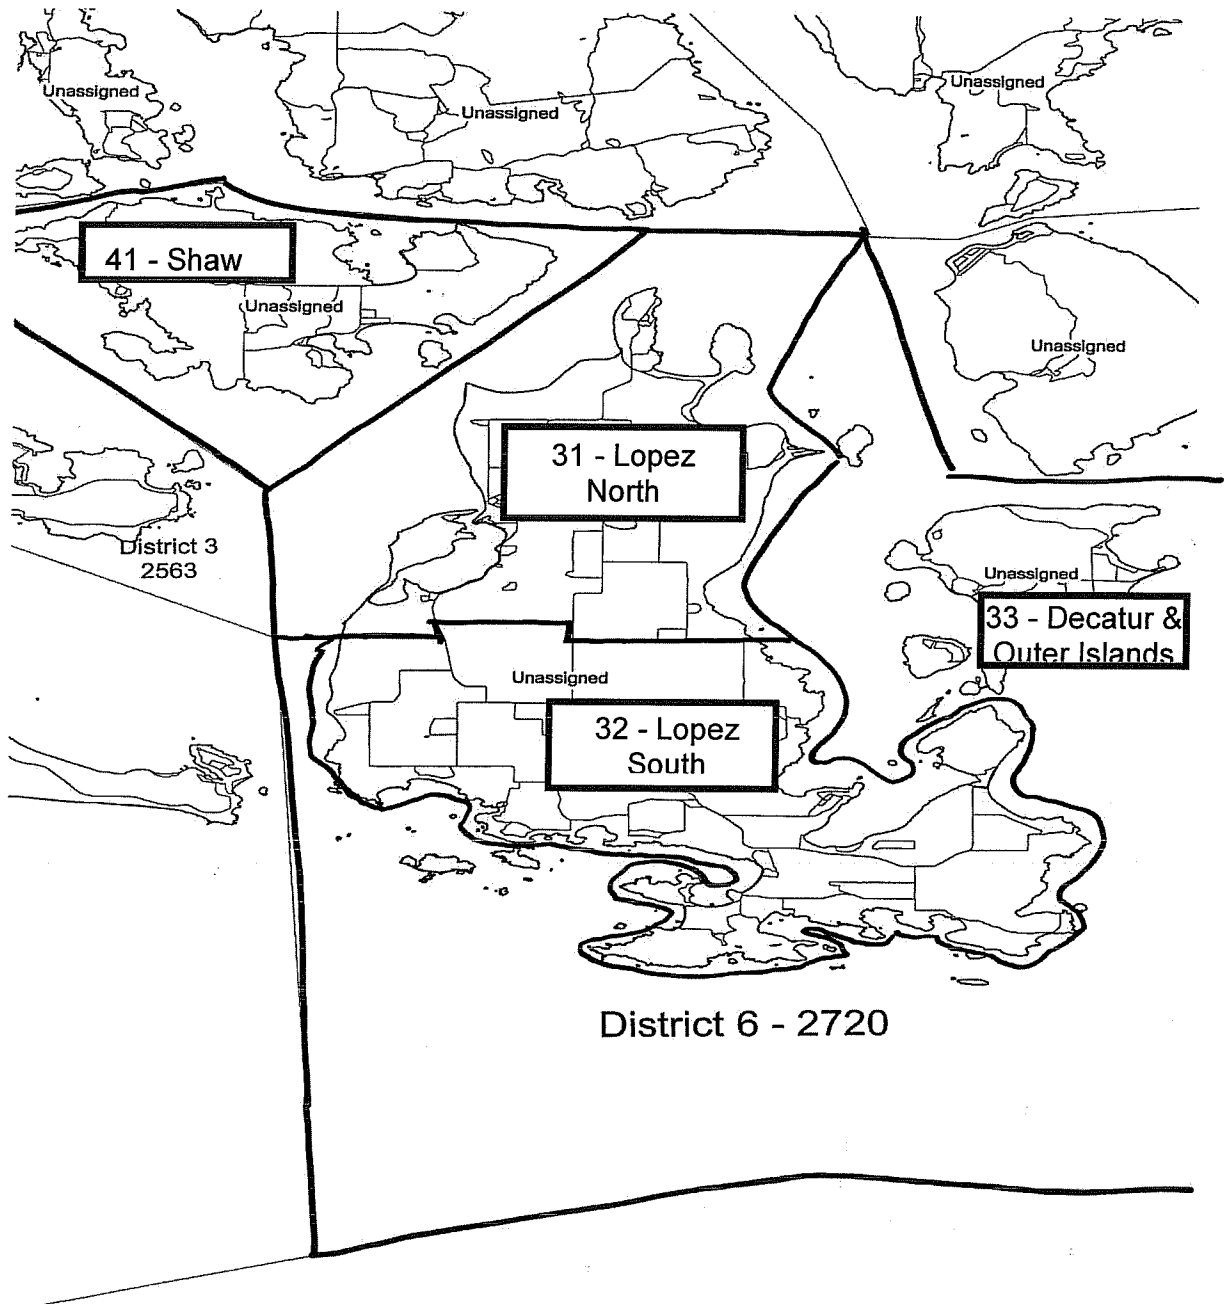 Unassigned
Unassigned
Unassigned
41 - Shaw
Unassigned
Unassigned
31 - Lopez
North
District 3
2563
Unassigned
33 - Decatur &
Outer Islands
Unassigned
32 - Lopez
South
District 6 - 2720